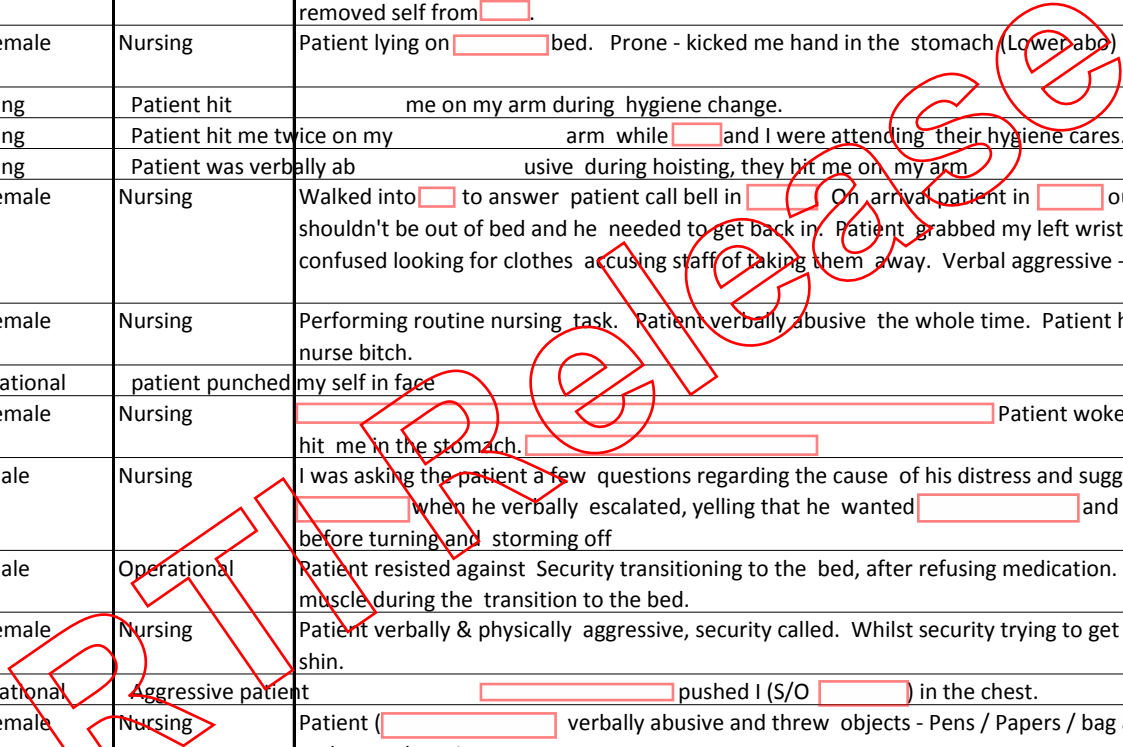 removed self from .
emale Nursing Patient lying on bed. Prone - kicked me hand in the stomach (Lower abo)
ng Patient hit me on my arm during hygiene change.
ng Patient hit me twice on my arm while and I were attending their hygiene cares.
ng Patient was verbally ab usive during hoisting, they hit me on my arm
emale Nursing Walked into to answer patient call bell in On arrival patient in
shouldn't be out of bed and he needed to get back in. Patient grabbed my left wrist
confused looking for clothes accusing staff of taking them away. Verbal aggressive -
emale Nursing Performing routine nursing task. Patient verbally abusive the whole time. Patient
nurse bitch.
ational patient punched my self in face
emale Nursing Patient woke
hit me in the stomach.
ale Nursing I was asking the patient a few questions regarding the cause of his distress and sugg
when he verbally escalated, yelling that he wanted and
before turning and storming off
ale Operational Patient resisted against Security transitioning to the bed, after refusing medication.
muscle during the transition to the bed.
emale Nursing Patient verbally & physically aggressive, security called. Whilst security trying to get
shin.
ational Aggressive patient pushed I (S/O ) in the chest.
emale Nursing Patient ( verbally abusive and threw objects - Pens / Papers / bag
RTI Release